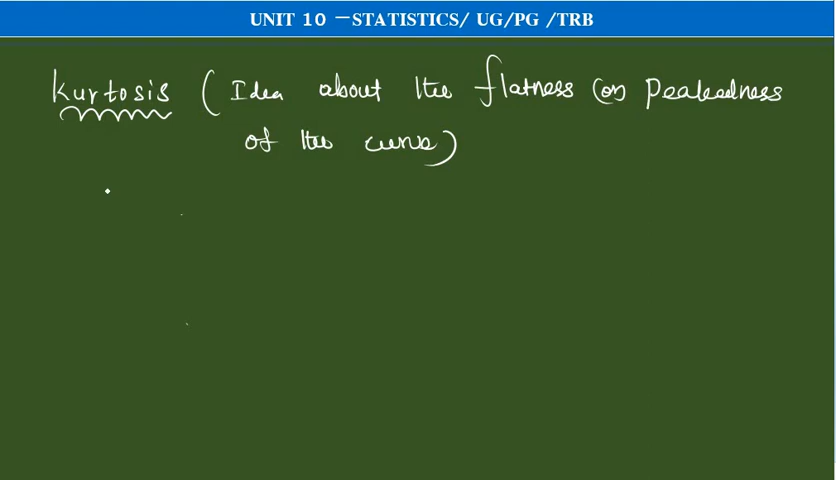 UNIT 10 – STATISTICS/ UG/PG /TRB
Kurtosis ( Idea about the flatness (or) Peakedness
of the curve)